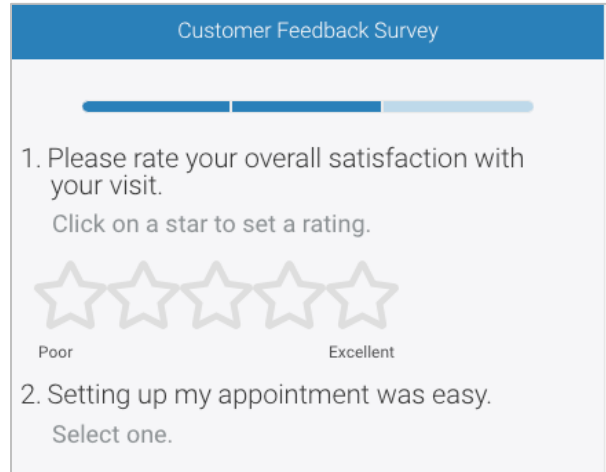 Customer Feedback Survey
1. Please rate your overall satisfaction with
your visit.
Click on a star to set a rating.
Poor Excellent
2. Setting up my appointment was easy.
Select one.